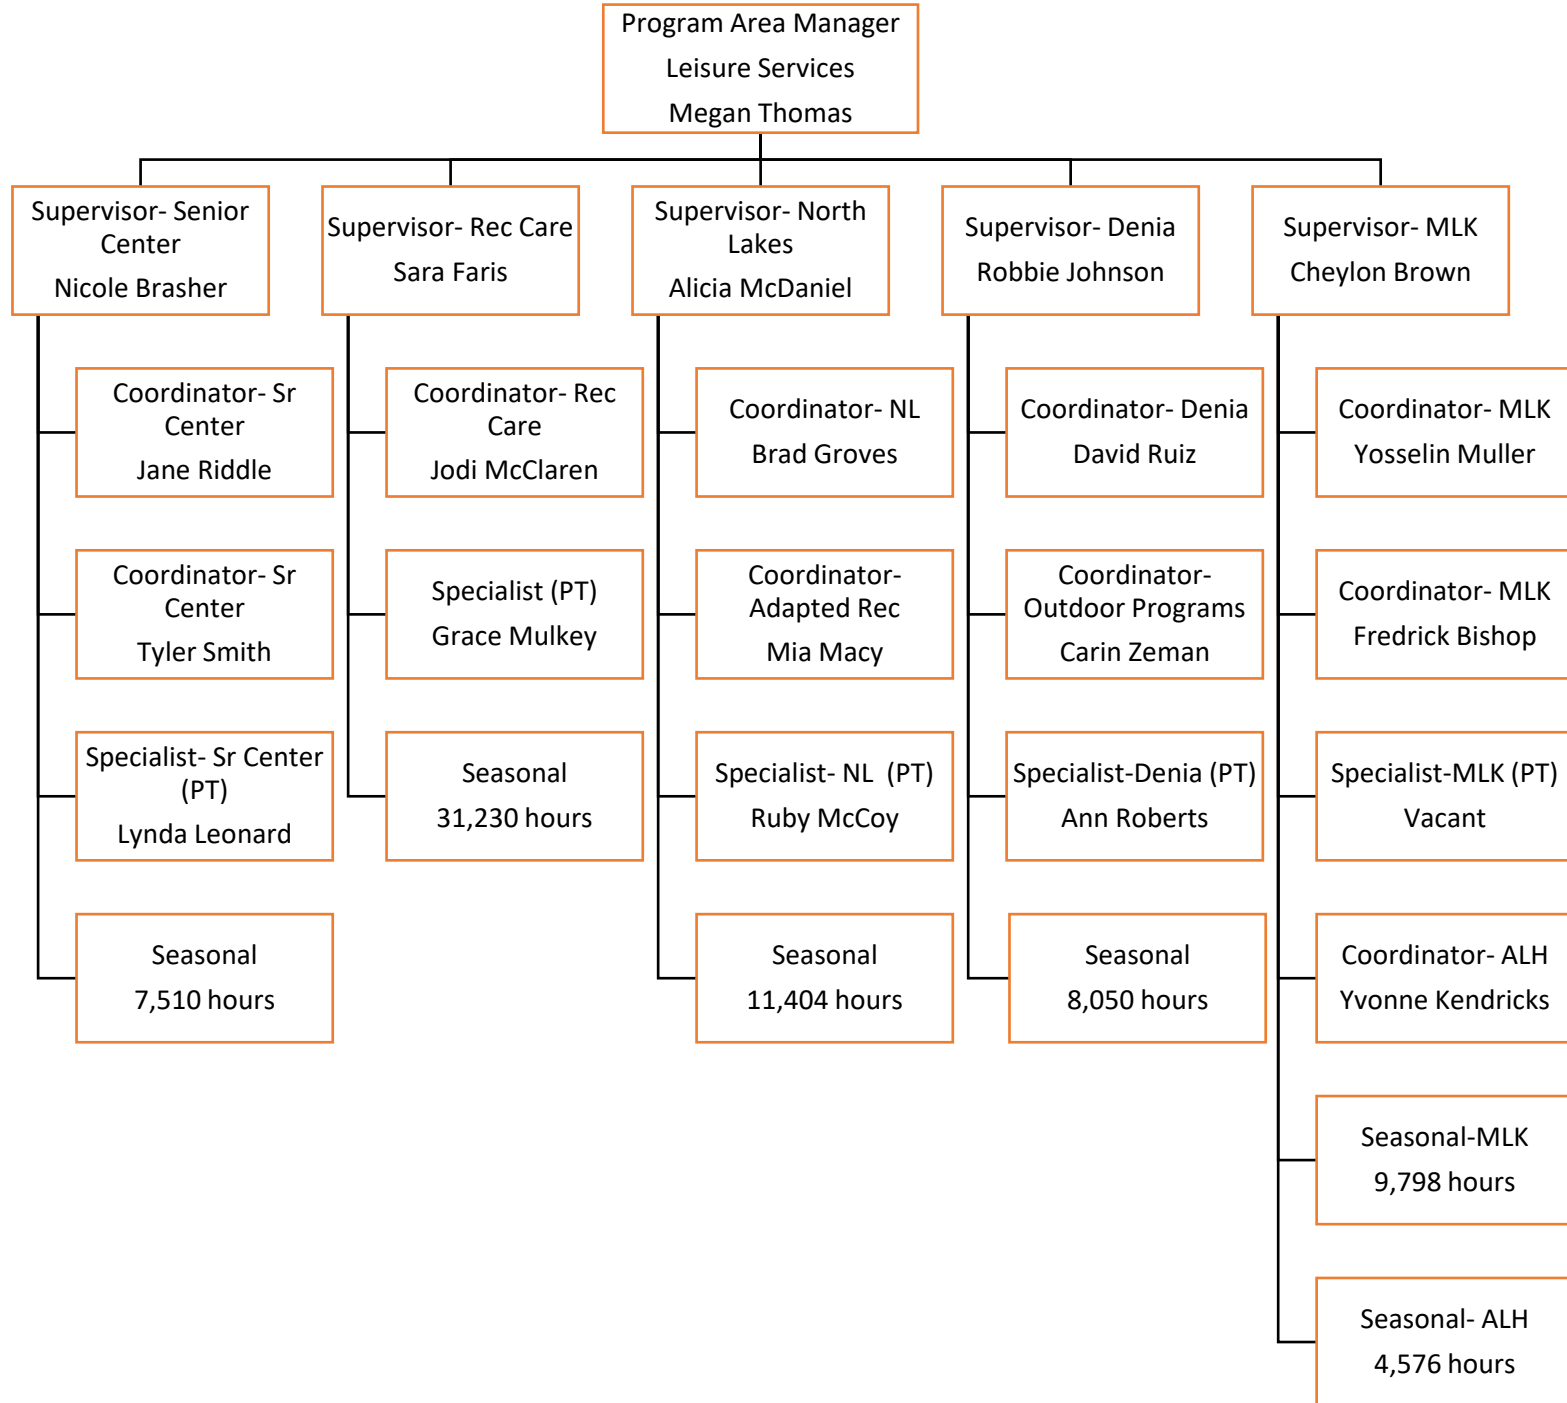 Program Area Manager
Leisure Services
Megan Thomas
Supervisor- Senior
Center
Nicole Brasher
Supervisor- Rec Care
Sara Faris
Supervisor- North
Lakes
Alicia McDaniel
Supervisor- Denia
Robbie Johnson
Supervisor- MLK
Cheylon Brown
Coordinator- Sr
Center
Jane Riddle
Coordinator- Rec
Care
Jodi McClaren
Coordinator- NL
Brad Groves
Coordinator- Denia
David Ruiz
Coordinator- MLK
Yosselin Muller
Coordinator- Sr
Center
Tyler Smith
Specialist (PT)
Grace Mulkey
Coordinator-
Adapted Rec
Mia Macy
Coordinator-
Outdoor Programs
Carin Zeman
Coordinator- MLK
Fredrick Bishop
Specialist- Sr Center
(PT)
Lynda Leonard
Seasonal
31,230 hours
Specialist- NL  (PT)
Ruby McCoy
Specialist-Denia (PT)
Ann Roberts
Specialist-MLK (PT)
Vacant
Seasonal
7,510 hours
Seasonal
11,404 hours
Seasonal
8,050 hours
Coordinator- ALH
Yvonne Kendricks
Seasonal-MLK
9,798 hours
Seasonal- ALH
4,576 hours